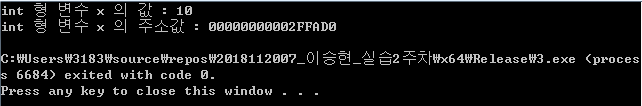 int 형 변수 x 의 값 : 10
int 형 변수 x 의 주소값 : 00000000002FFAD0
C:₩Users₩3183₩source₩repos₩2018112007_이승현_실습2주차₩x64₩Release₩3.exe (proces
s 6684) exited with code 0.
Press any key to close this window . . .